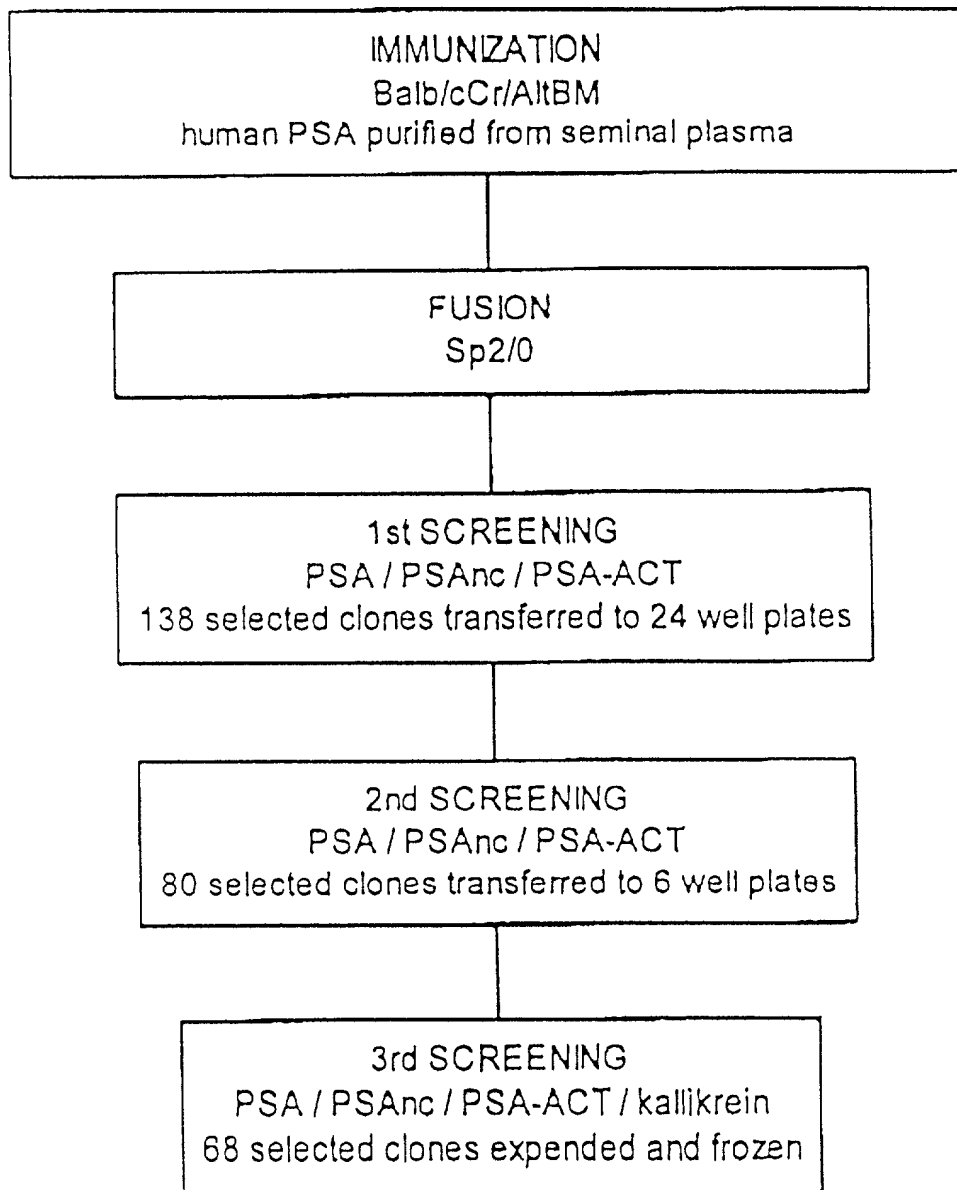 IMMUNIZATION
Balb/cCr/AltBM
human PSA purified from seminal plasma
FUSION
Sp2/0
1st SCREENING
PSA / PSAnc / PSA-ACT
138 selected clones transferred to 24 well plates
2nd SCREENING
PSA / PSAnc / PSA-ACT
80 selected clones transferred to 6 well plates
3rd SCREENING
PSA / PSAnc / PSA-ACT / kallikrein
68 selected clones expended and frozen